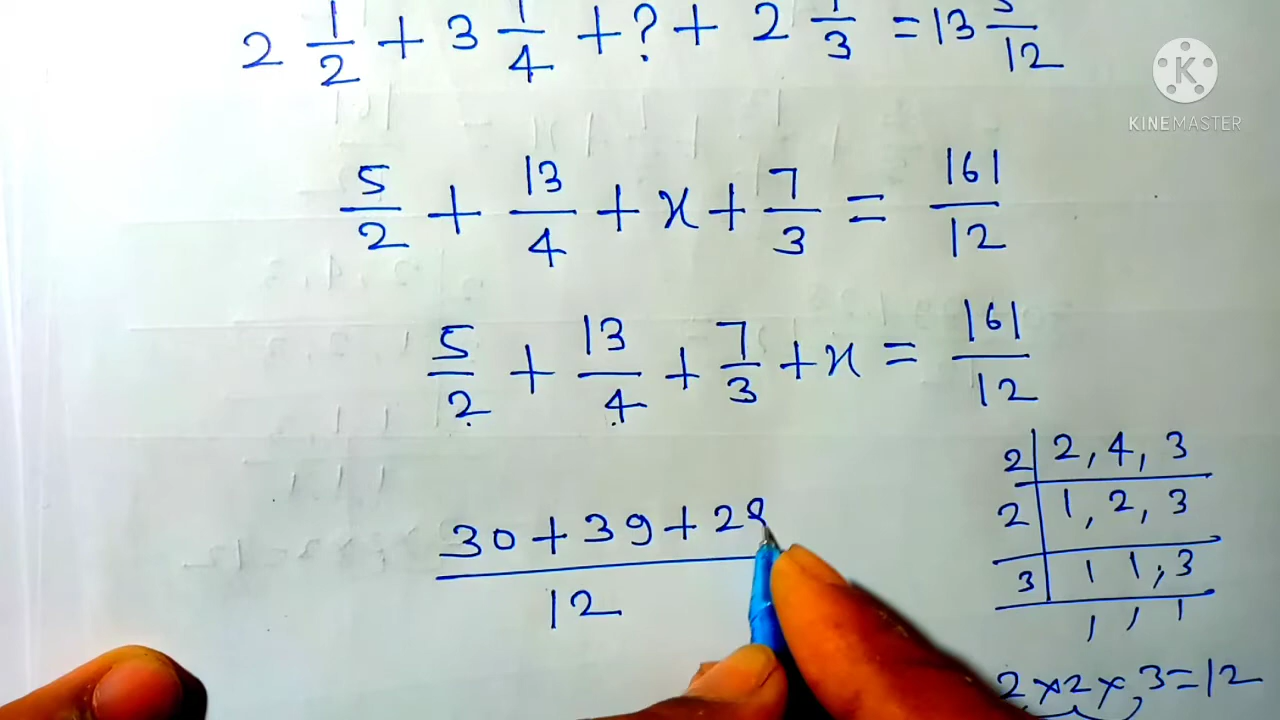 2 1/2 + 3 1/4 + ? + 2 1/3 = 13 5/12
K
KINEMASTER
5/2 + 13/4 + x + 7/3 = 161/12
5/2 + 13/4 + 7/3 + x = 161/12
2 | 2, 4, 3
2 | 1, 2, 3
3 | 1 1, 3
1, 1, 1
30 + 39 + 28
12
2 × 2 × 3 = 12